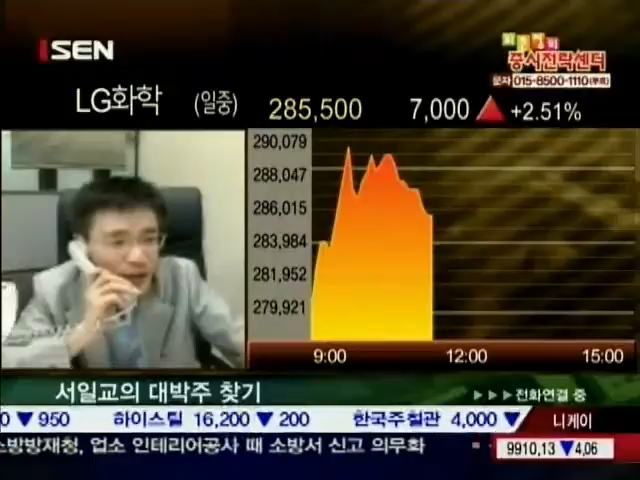 SEN
증시전략센터
문자 015-8500-1110(유료)
LG화학 (일중) 285,500 7,000 ▲ +2.51%
290,079
288,047
286,015
283,984
281,952
279,921
9:00 12:00 15:00
서일교의 대박주 찾기 ▶▶▶전화연결 중
0 ▼ 950 하이스틸 16,200 ▼ 200 한국주철관 4,000 ▼ 니케이
소방방재청, 업소 인테리어공사 때 소방서 신고 의무화 9910,13 ▼4,06